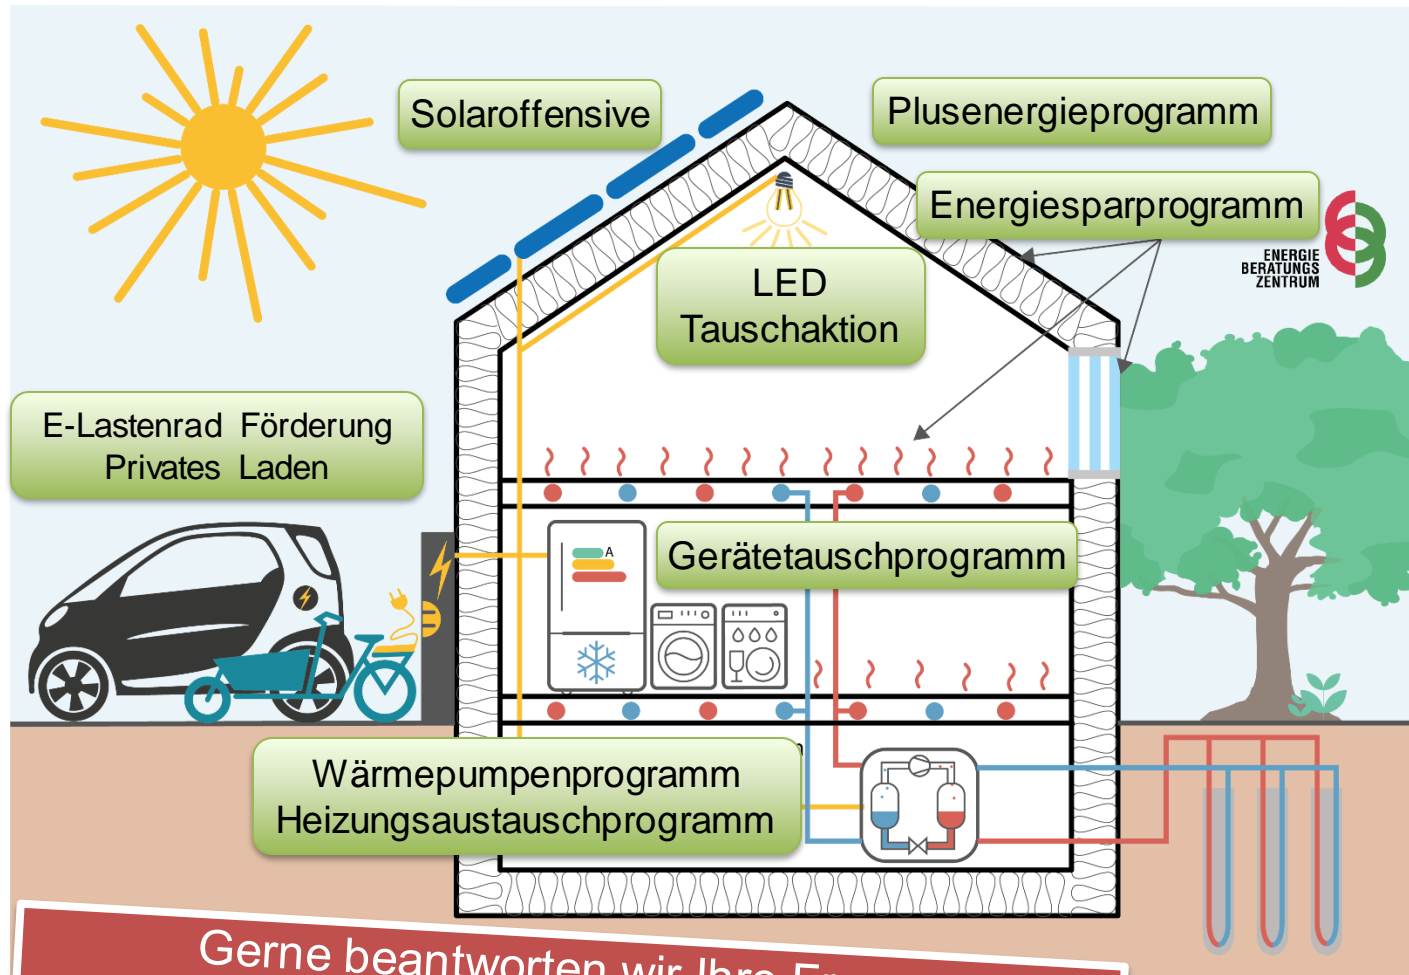 Solaroffensive
Plusenergieprogramm
Energiesparprogramm
ENERGIE
BERATUNGS
ZENTRUM
LED
Tauschaktion
E-Lastenrad Förderung
Privates Laden
A
Gerätetauschprogramm
Wärmepumpenprogramm
Heizungsaustauschprogramm
Gerne beantworten wir Ihre